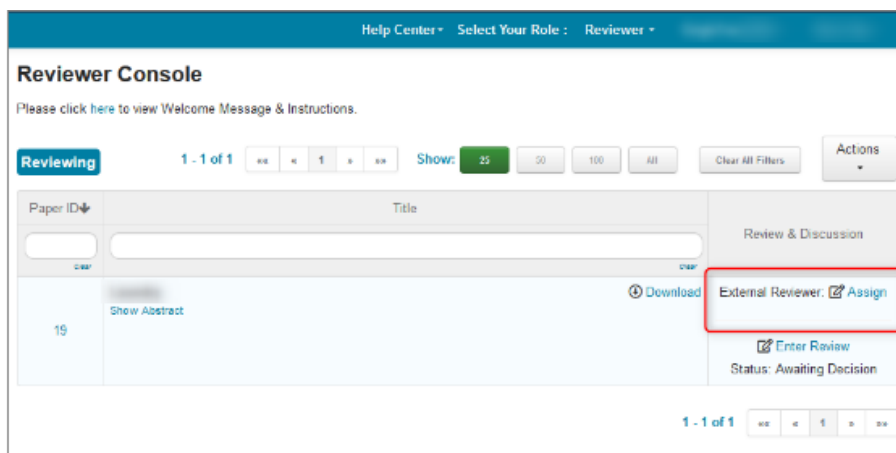 Help Center Select Your Role : Reviewer
Reviewer Console
Please click here to view Welcome Message & Instructions.
Reviewing 1 - 1 of 1 «« « 1 » »» Show: 25 50 100 All Clear All Filters Actions
Paper ID Title Review & Discussion
clear clear
Download External Reviewer: Assign
Show Abstract
19
Enter Review
Status: Awaiting Decision
1 - 1 of 1 «« « 1 » »»